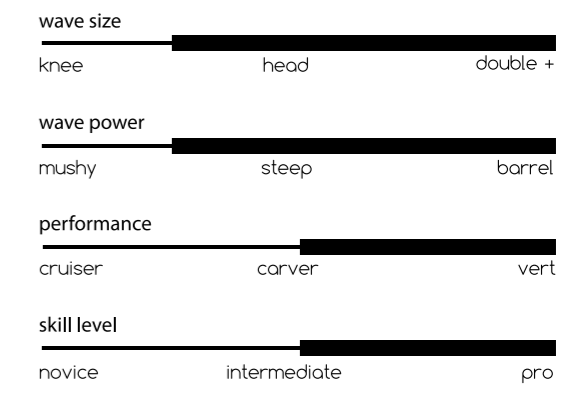 wave size
knee head double +
wave power
mushy steep barrel
performance
cruiser carver vert
skill level
novice intermediate pro